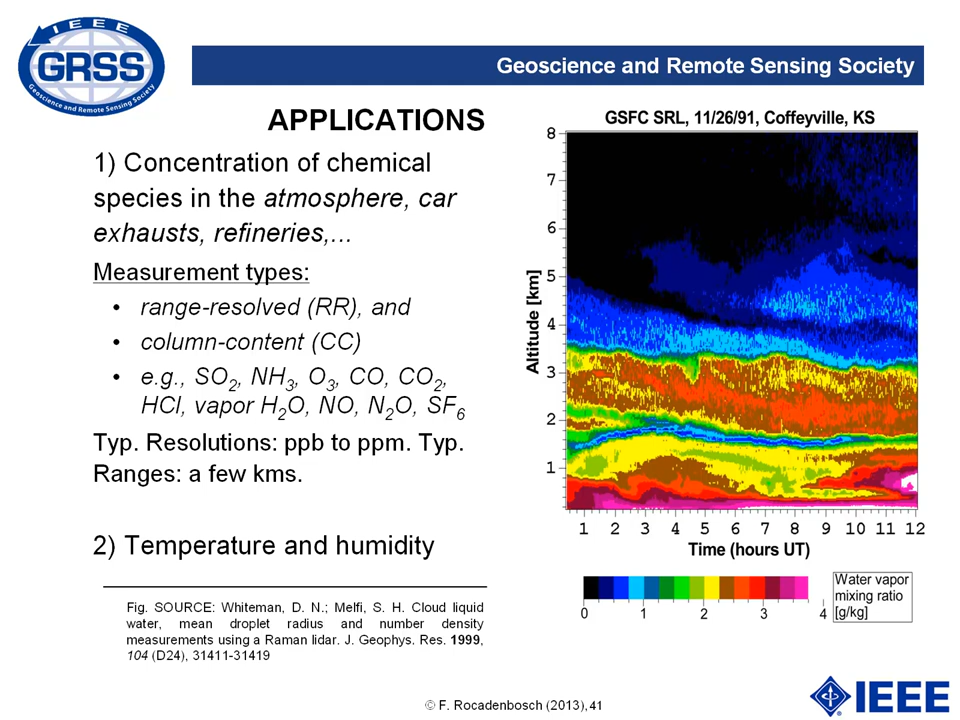 IEEE
GRSS
Geoscience and Remote Sensing Society
Geoscience and Remote Sensing Society
APPLICATIONS
1) Concentration of chemical
species in the atmosphere, car
exhausts, refineries,...
Measurement types:
• range-resolved (RR), and
• column-content (CC)
• e.g., SO2, NH3, O3, CO, CO2,
HCl, vapor H2O, NO, N2O, SF6
Typ. Resolutions: ppb to ppm. Typ.
Ranges: a few kms.
2) Temperature and humidity
Fig. SOURCE: Whiteman, D. N.; Melfi, S. H. Cloud liquid
water, mean droplet radius and number density
measurements using a Raman lidar. J. Geophys. Res. 1999,
104 (D24), 31411-31419
GSFC SRL, 11/26/91, Coffeyville, KS
Altitude [km]
8
7
6
5
4
3
2
1
1 2 3 4 5 6 7 8 9 10 11 12
Time (hours UT)
0 1 2 3 4
Water vapor
mixing ratio
[g/kg]
© F. Rocadenbosch (2013), 41
IEEE